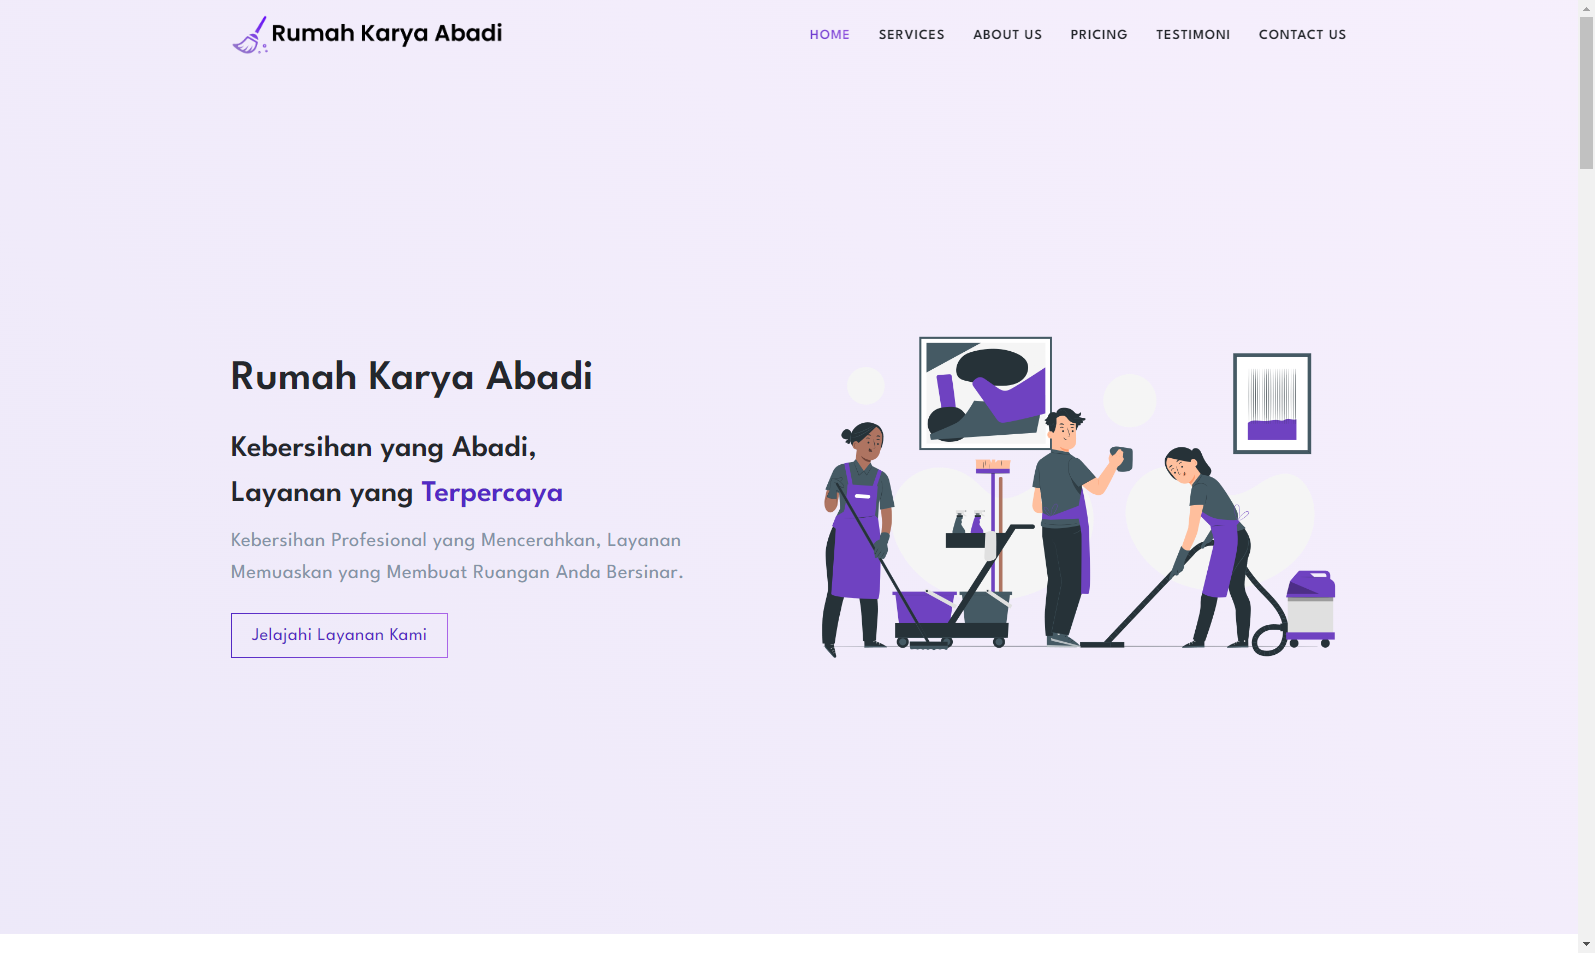 Rumah Karya Abadi
HOME SERVICES ABOUT US PRICING TESTIMONI CONTACT US
Rumah Karya Abadi
Kebersihan yang Abadi,
Layanan yang Terpercaya
Kebersihan Profesional yang Mencerahkan, Layanan
Memuaskan yang Membuat Ruangan Anda Bersinar.
Jelajahi Layanan Kami